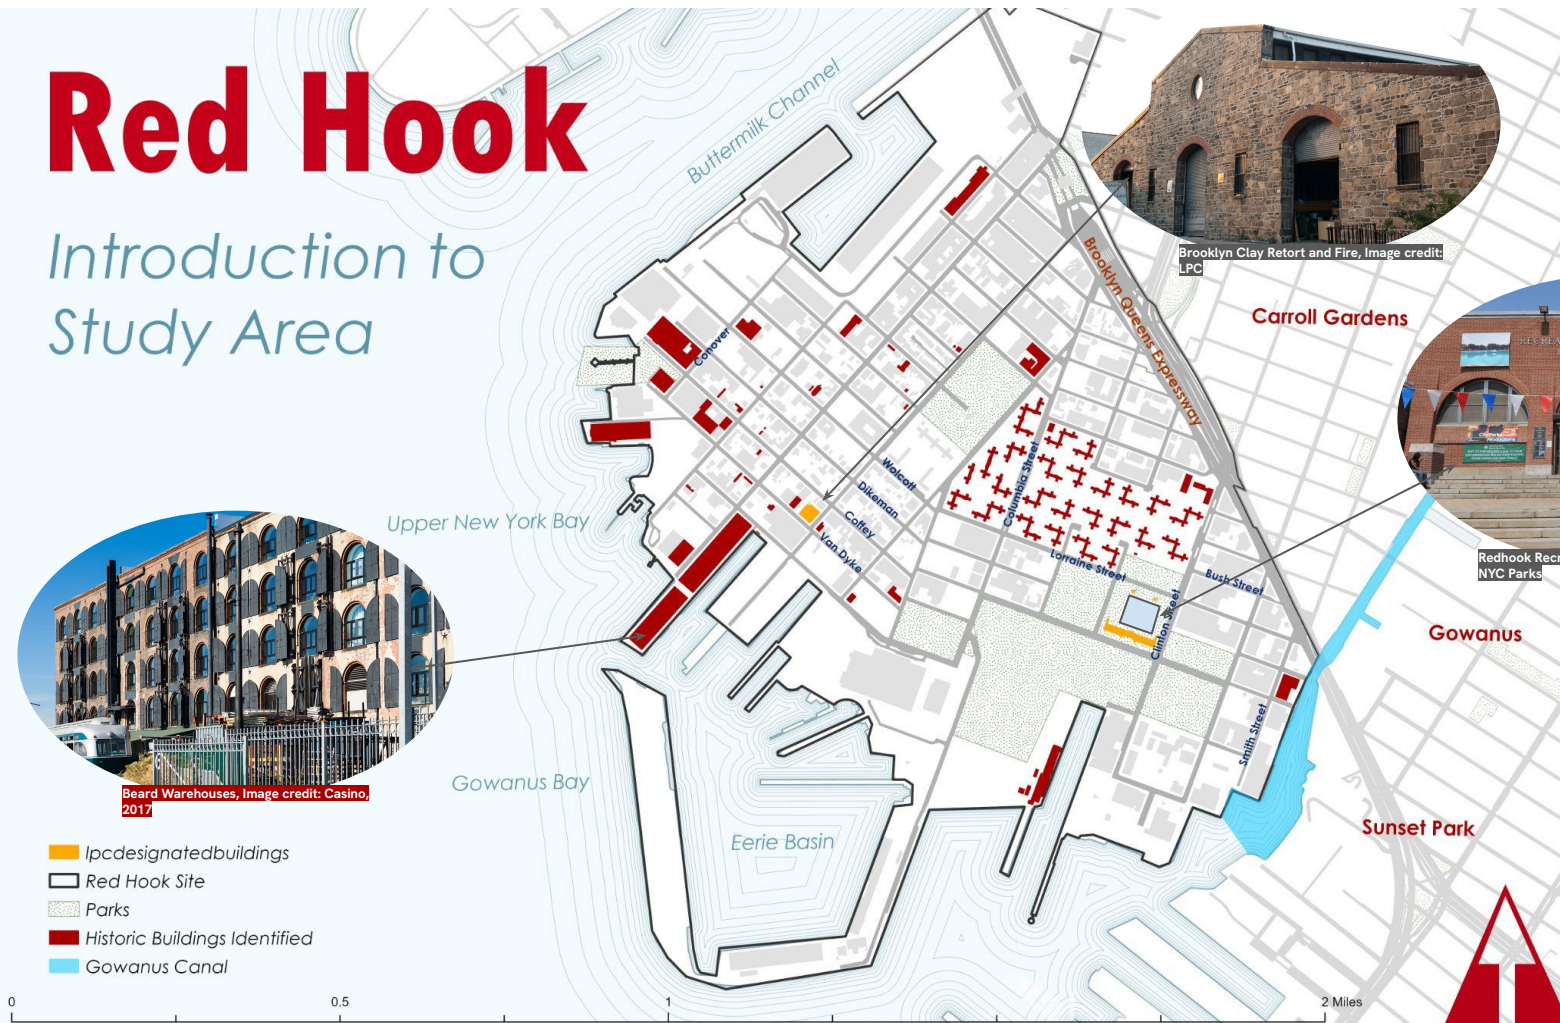 Red Hook
Introduction to
Study Area
Buttermilk Channel
Brooklyn Clay Retort and Fire, Image credit:
LPC
Brooklyn Queens Expressway
Carroll Gardens
RECREA
Conover
Wolcott
Dikeman
Coffey
Van Dyke
Columbia Street
Lorraine Street
Bush Street
Clinton Street
Smith Street
Redhook Recr
NYC Parks
Upper New York Bay
Gowanus
Gowanus Bay
Beard Warehouses, Image credit: Casino,
2017
Eerie Basin
Sunset Park
lpcdesignatedbuildings
Red Hook Site
Parks
Historic Buildings Identified
Gowanus Canal
0 0.5 1 2 Miles